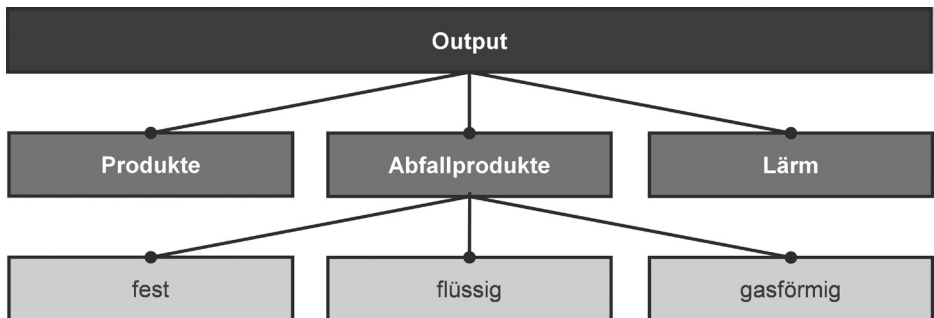 Output
Produkte
Abfallprodukte
Lärm
fest
flüssig
gasförmig